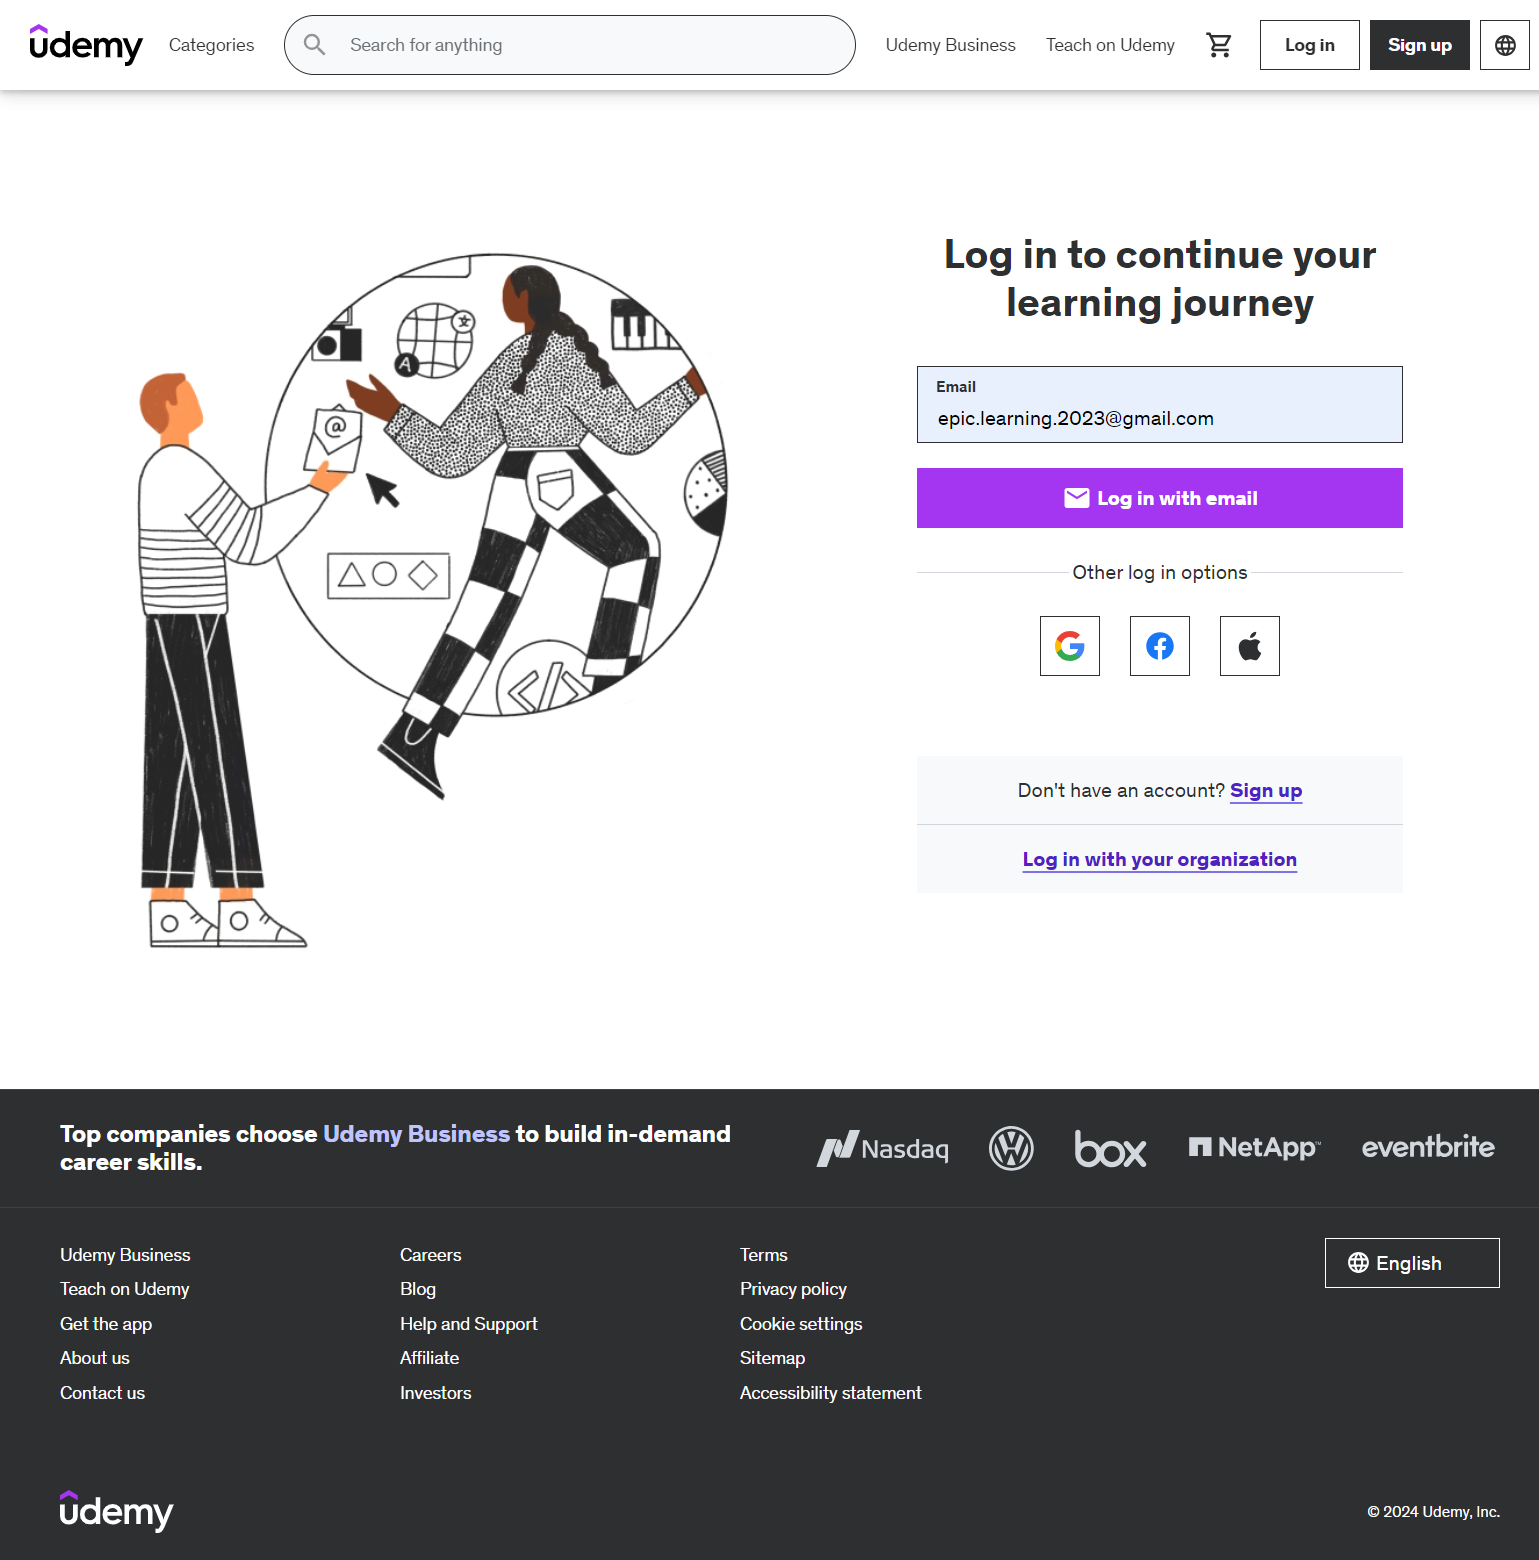 udemy
Categories
Search for anything
Udemy Business
Teach on Udemy
Log in
Sign up
Log in to continue your
learning journey
Email
epic.learning.2023@gmail.com
Log in with email
Other log in options
Don't have an account? Sign up
Log in with your organization
@
A
文
</>
Top companies choose Udemy Business to build in-demand
career skills.
Nasdaq
VW
box
NetApp™
eventbrite
Udemy Business
Teach on Udemy
Get the app
About us
Contact us
Careers
Blog
Help and Support
Affiliate
Investors
Terms
Privacy policy
Cookie settings
Sitemap
Accessibility statement
English
udemy
© 2024 Udemy, Inc.